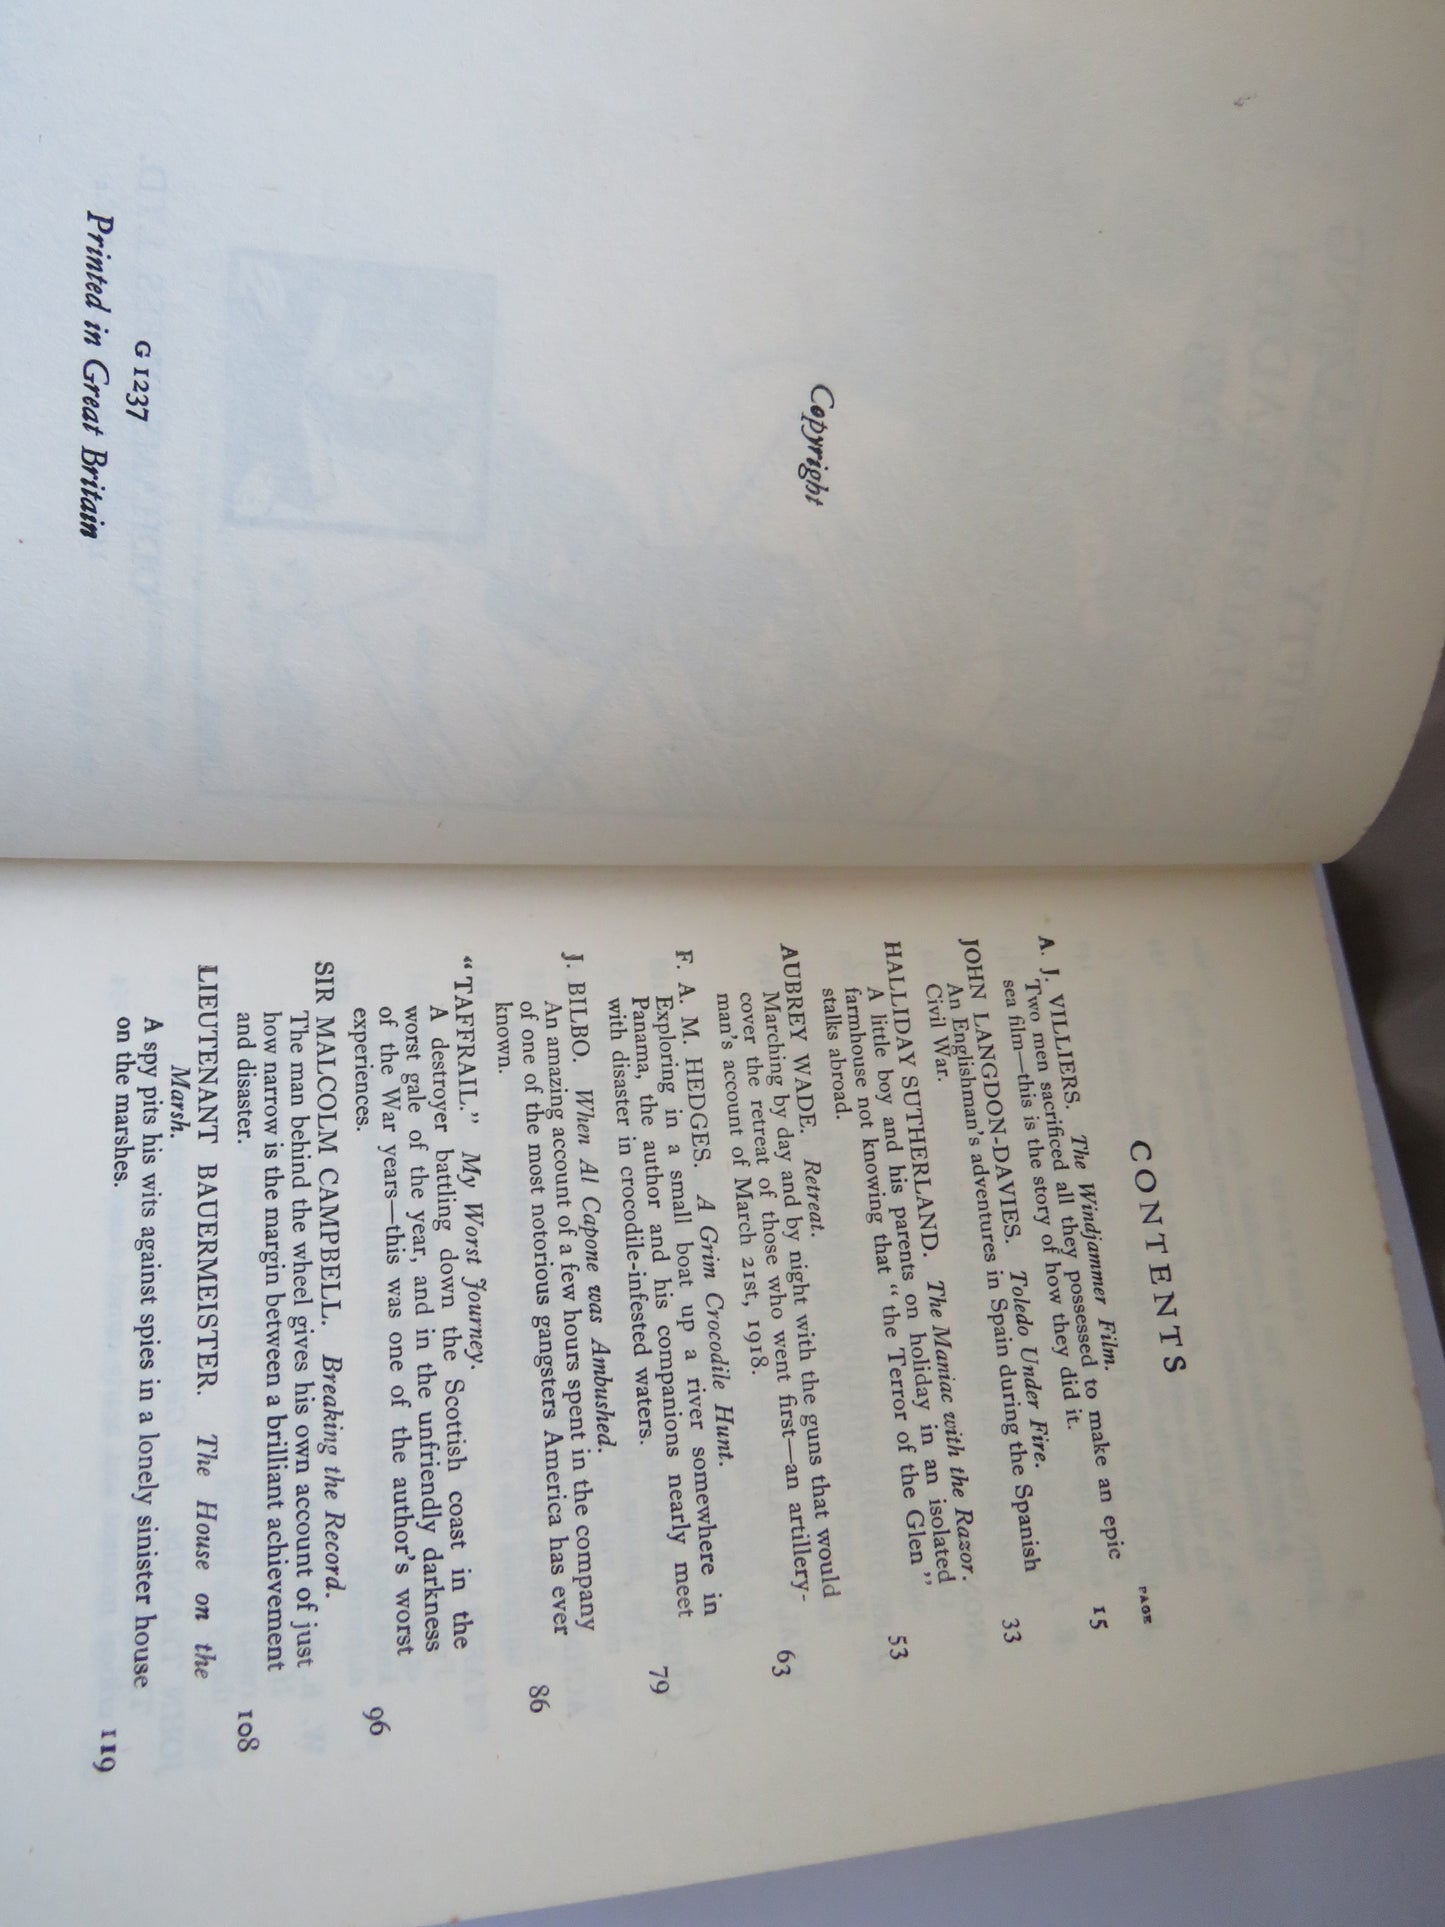 Copyright
G 1237
Printed in Great Britain
CONTENTS
PAGE
A. J. VILLIERS. The Windjammer Film.
Two men sacrificed all they possessed to make an epic
sea film—this is the story of how they did it. 15
JOHN LANGDON-DAVIES. Toledo Under Fire.
An Englishman's adventures in Spain during the Spanish
Civil War. 33
HALLIDAY SUTHERLAND. The Maniac with the Razor.
A little boy and his parents on holiday in an isolated
farmhouse not knowing that “ the Terror of the Glen ”
stalks abroad. 53
AUBREY WADE. Retreat.
Marching by day and by night with the guns that would
cover the retreat of those who went first—an artillery-
man's account of March 21st, 1918. 63
F. A. M. HEDGES. A Grim Crocodile Hunt.
Exploring in a small boat up a river somewhere in
Panama, the author and his companions nearly meet
with disaster in crocodile-infested waters. 79
J. BILBO. When Al Capone was Ambushed.
An amazing account of a few hours spent in the company
of one of the most notorious gangsters America has ever
known. 86
“ TAFFRAIL.” My Worst Journey.
A destroyer battling down the Scottish coast in the
worst gale of the year, and in the unfriendly darkness
of the War years—this was one of the author's worst
experiences. 96
SIR MALCOLM CAMPBELL. Breaking the Record.
The man behind the wheel gives his own account of just
how narrow is the margin between a brilliant achievement
and disaster. 108
LIEUTENANT BAUERMEISTER. The House on the
Marsh.
A spy pits his wits against spies in a lonely sinister house
on the marshes. 119